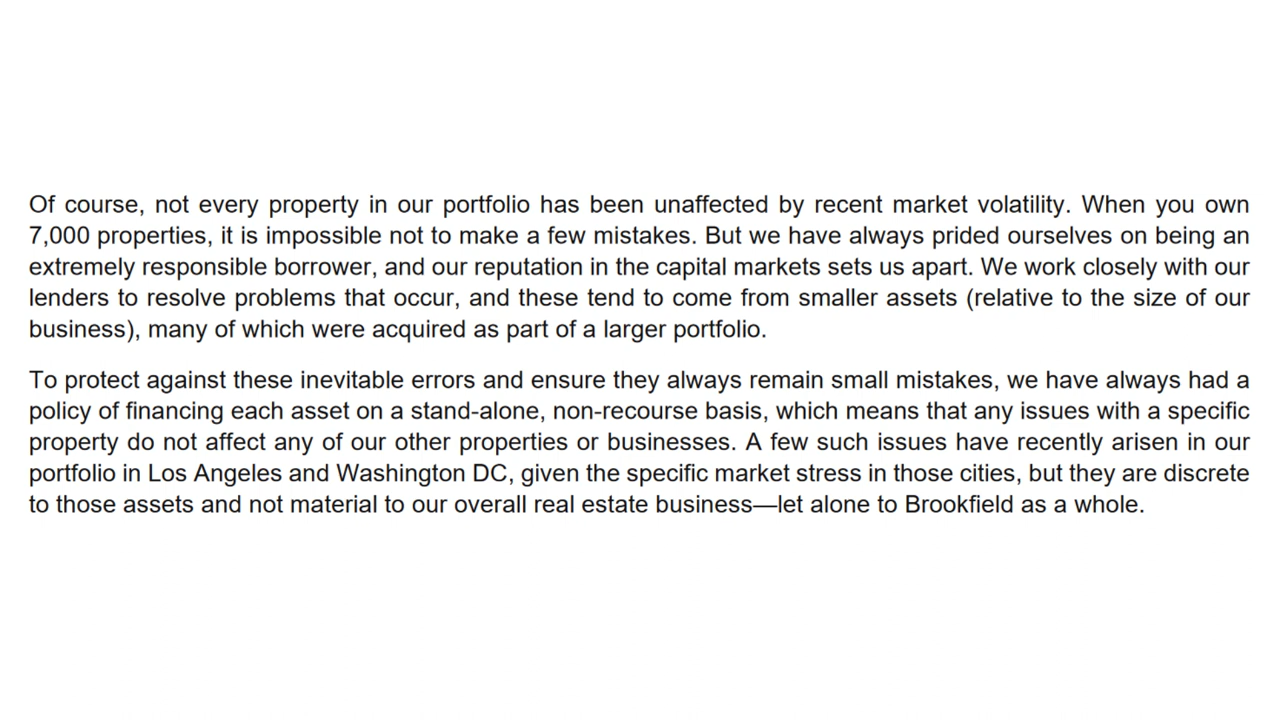 Of course, not every property in our portfolio has been unaffected by recent market volatility. When you own
7,000 properties, it is impossible not to make a few mistakes. But we have always prided ourselves on being an
extremely responsible borrower, and our reputation in the capital markets sets us apart. We work closely with our
lenders to resolve problems that occur, and these tend to come from smaller assets (relative to the size of our
business), many of which were acquired as part of a larger portfolio.
To protect against these inevitable errors and ensure they always remain small mistakes, we have always had a
policy of financing each asset on a stand-alone, non-recourse basis, which means that any issues with a specific
property do not affect any of our other properties or businesses. A few such issues have recently arisen in our
portfolio in Los Angeles and Washington DC, given the specific market stress in those cities, but they are discrete
to those assets and not material to our overall real estate business—let alone to Brookfield as a whole.